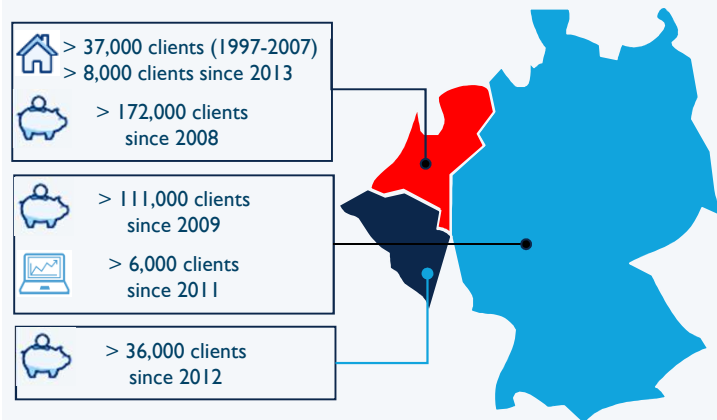 > 37,000 clients (1997-2007)
> 8,000 clients since 2013
> 172,000 clients
since 2008
> 111,000 clients
since 2009
> 6,000 clients
since 2011
> 36,000 clients
since 2012